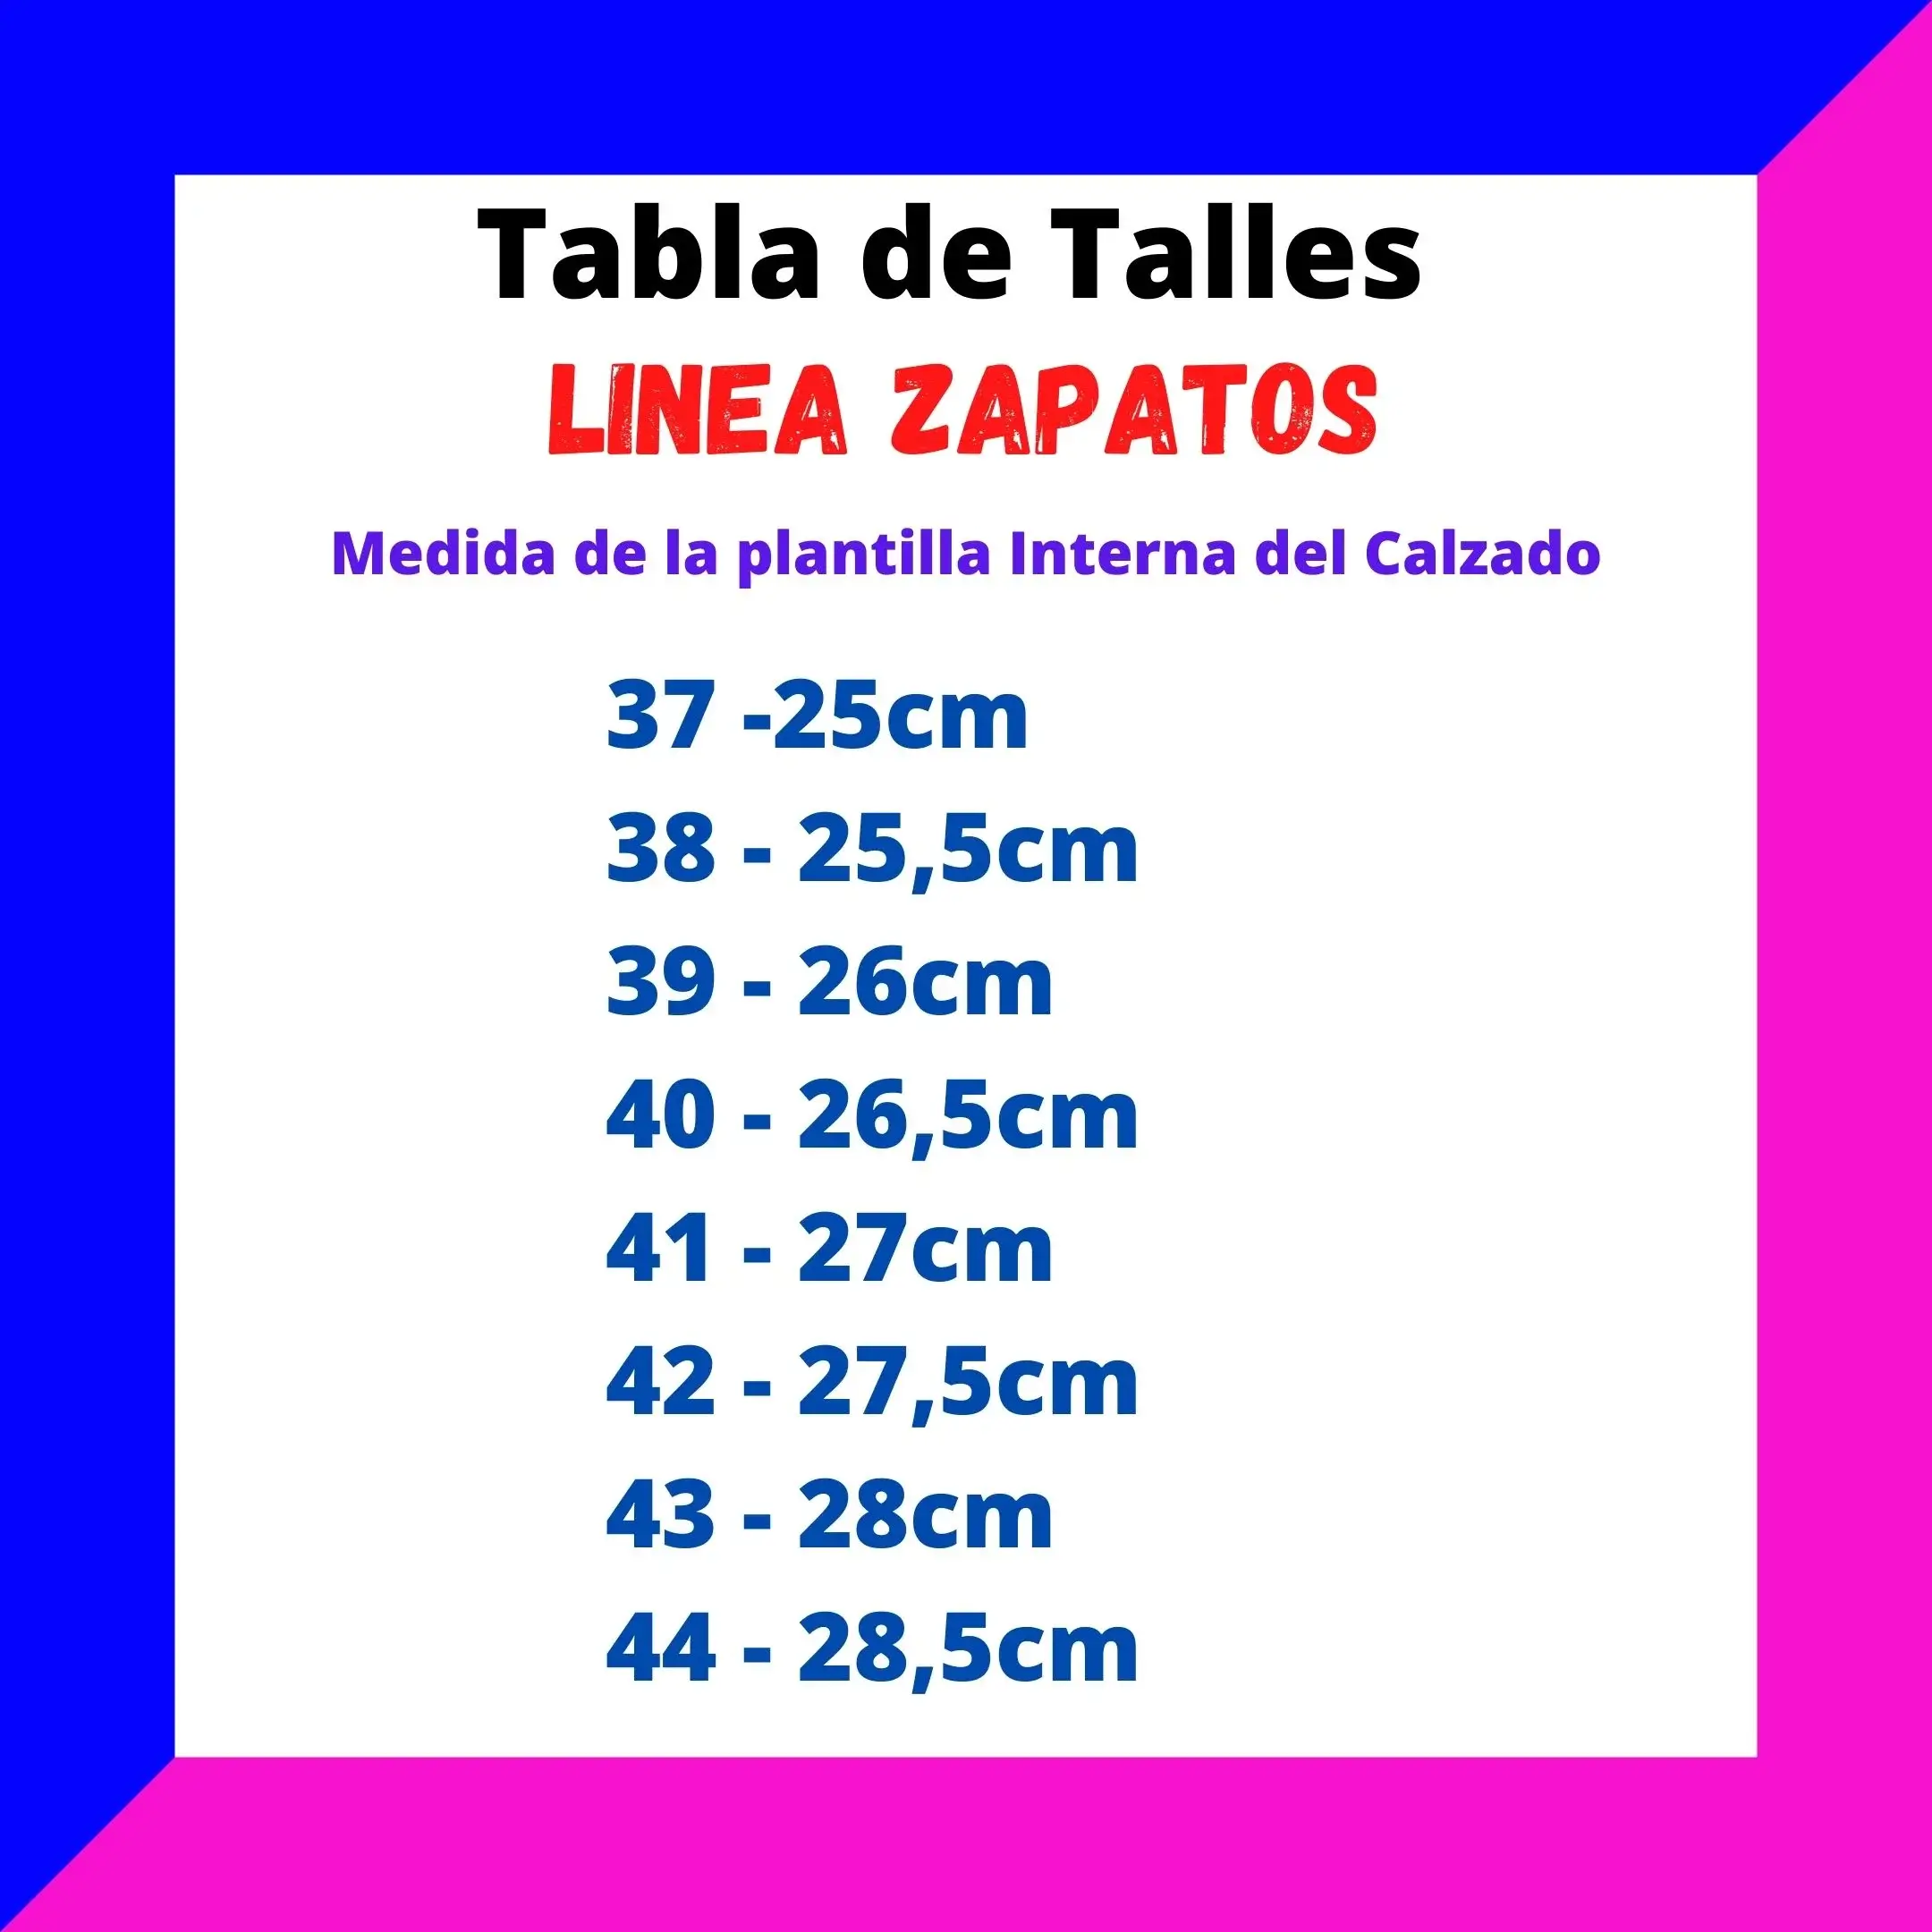 Tabla de Talles
LINEA ZAPATOS
Medida de la plantilla Interna del Calzado
37 -25cm
38 - 25,5cm
39 - 26cm
40 - 26,5cm
41 - 27cm
42 - 27,5cm
43 - 28cm
44 - 28,5cm